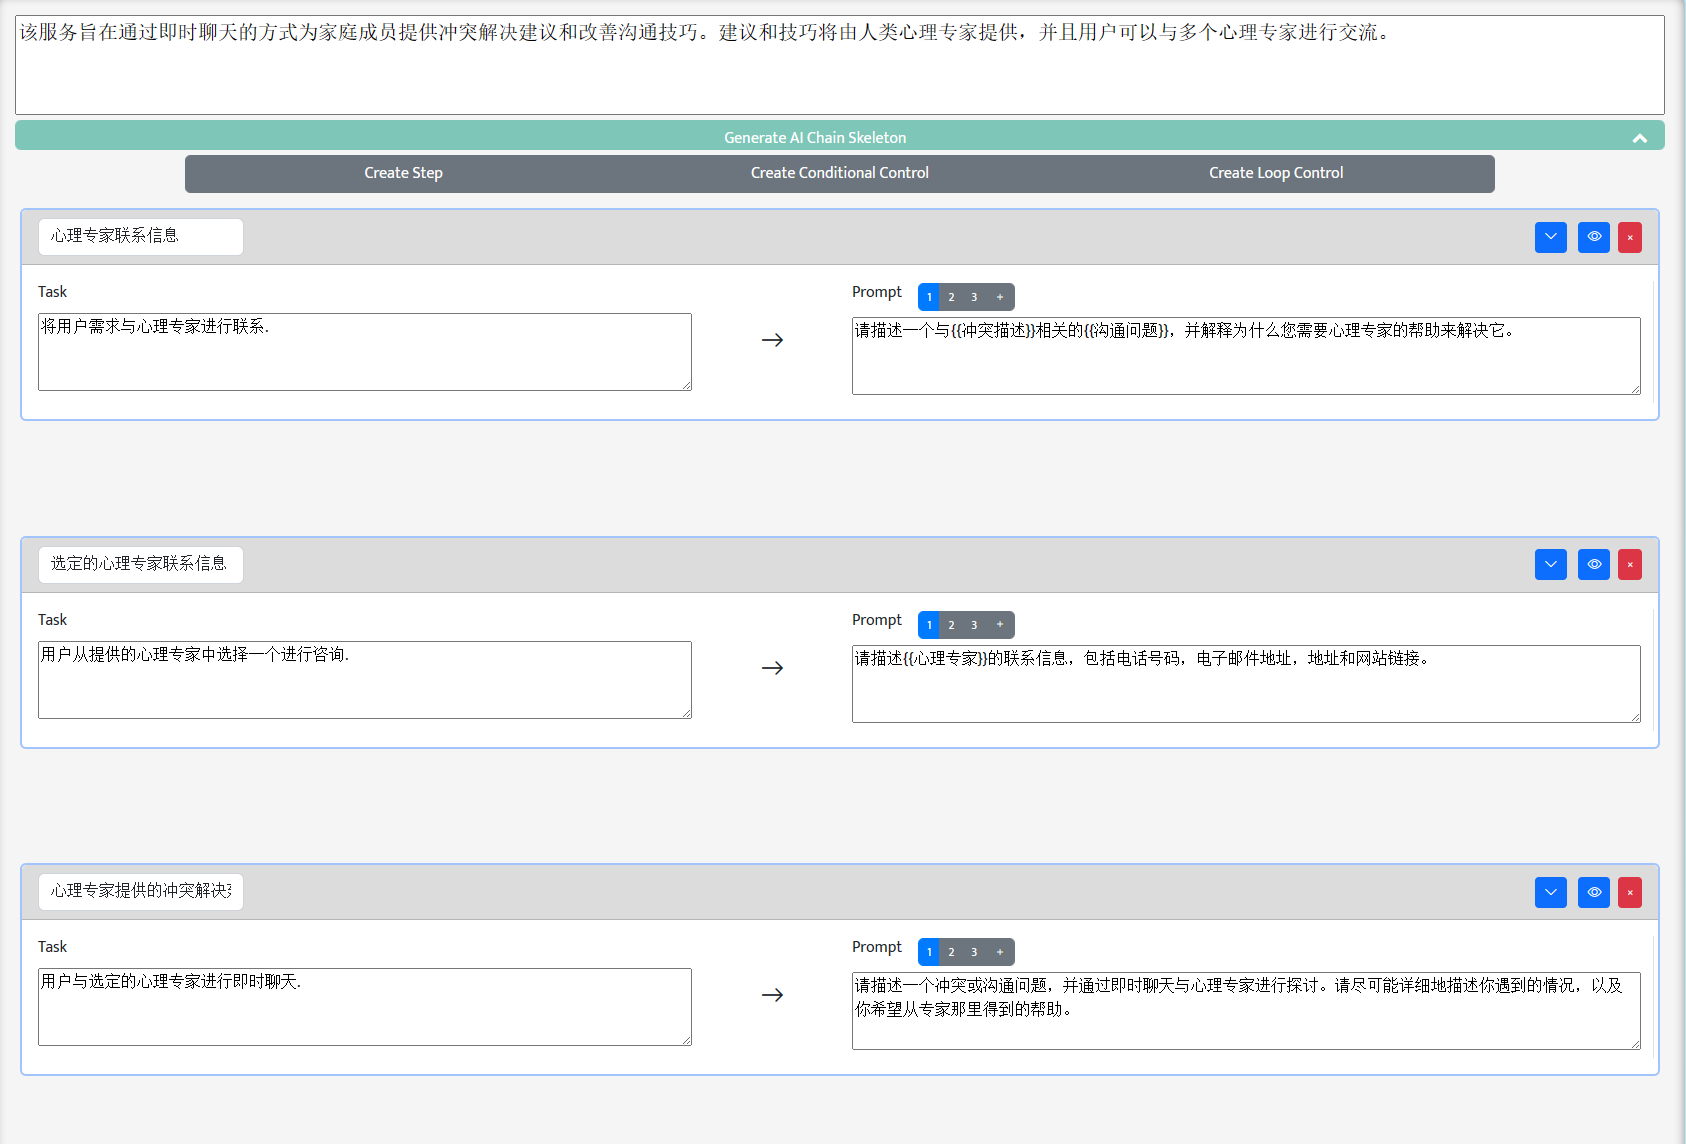 该服务旨在通过即时聊天的方式为家庭成员提供冲突解决建议和改善沟通技巧。建议和技巧将由人类心理专家提供，并且用户可以与多个心理专家进行交流。
Generate AI Chain Skeleton
Create Step Create Conditional Control Create Loop Control
心理专家联系信息
Task
Prompt 1 2 3 +
将用户需求与心理专家进行联系.
请描述一个与{{冲突描述}}相关的{{沟通问题}}，并解释为什么您需要心理专家的帮助来解决它。
选定的心理专家联系信息
Task
Prompt 1 2 3 +
用户从提供的心理专家中选择一个进行咨询.
请描述{{心理专家}}的联系信息，包括电话号码，电子邮件地址，地址和网站链接。
心理专家提供的冲突解决
Task
Prompt 1 2 3 +
用户与选定的心理专家进行即时聊天.
请描述一个冲突或沟通问题，并通过即时聊天与心理专家进行探讨。请尽可能详细地描述你遇到的情况，以及
你希望从专家那里得到的帮助。